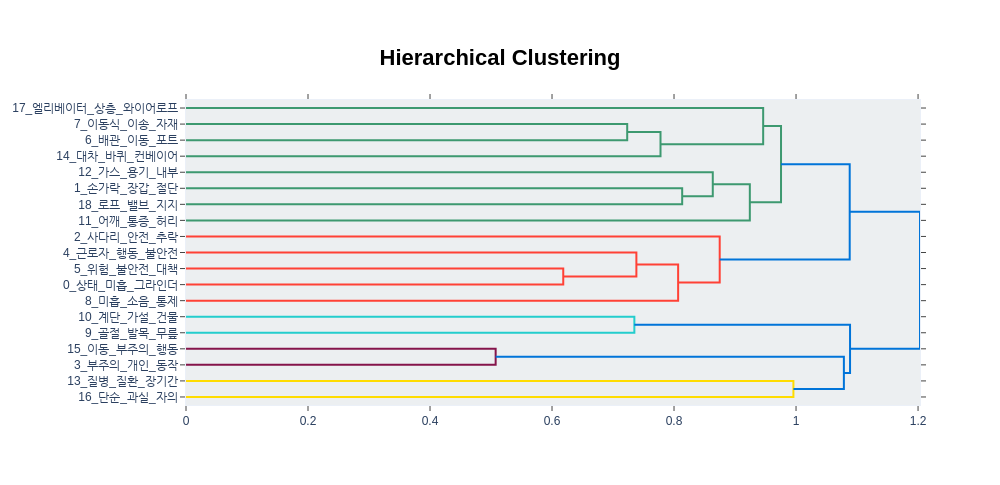 Hierarchical Clustering
17_엘리베이터_상층_와이어로프
7_이동식_이송_자재
6_배관_이동_포트
14_대차_바퀴_컨베이어
12_가스_용기_내부
1_손가락_장갑_절단
18_로프_밸브_지지
11_어깨_통증_허리
2_사다리_안전_추락
4_근로자_행동_불안전
5_위험_불안전_대책
0_상태_미흡_그라인더
8_미흡_소음_통제
10_계단_가설_건물
9_골절_발목_무릎
15_이동_부주의_행동
3_부주의_개인_동작
13_질병_질환_장기간
16_단순_과실_자의
0 0.2 0.4 0.6 0.8 1 1.2